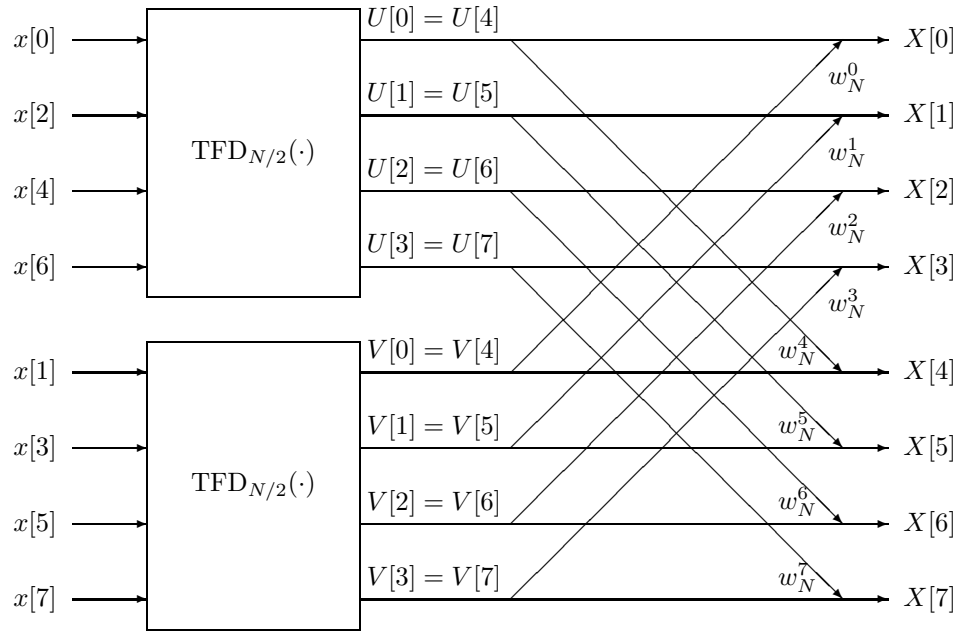 U[0] = U[4]
x[0] X[0]
w_N^0
U[1] = U[5]
x[2] X[1]
TFD_{N/2}(·) w_N^1
U[2] = U[6]
x[4] X[2]
w_N^2
U[3] = U[7]
x[6] X[3]
w_N^3
V[0] = V[4] w_N^4
x[1] X[4]
V[1] = V[5] w_N^5
x[3] X[5]
TFD_{N/2}(·)
V[2] = V[6] w_N^6
x[5] X[6]
V[3] = V[7] w_N^7
x[7] X[7]